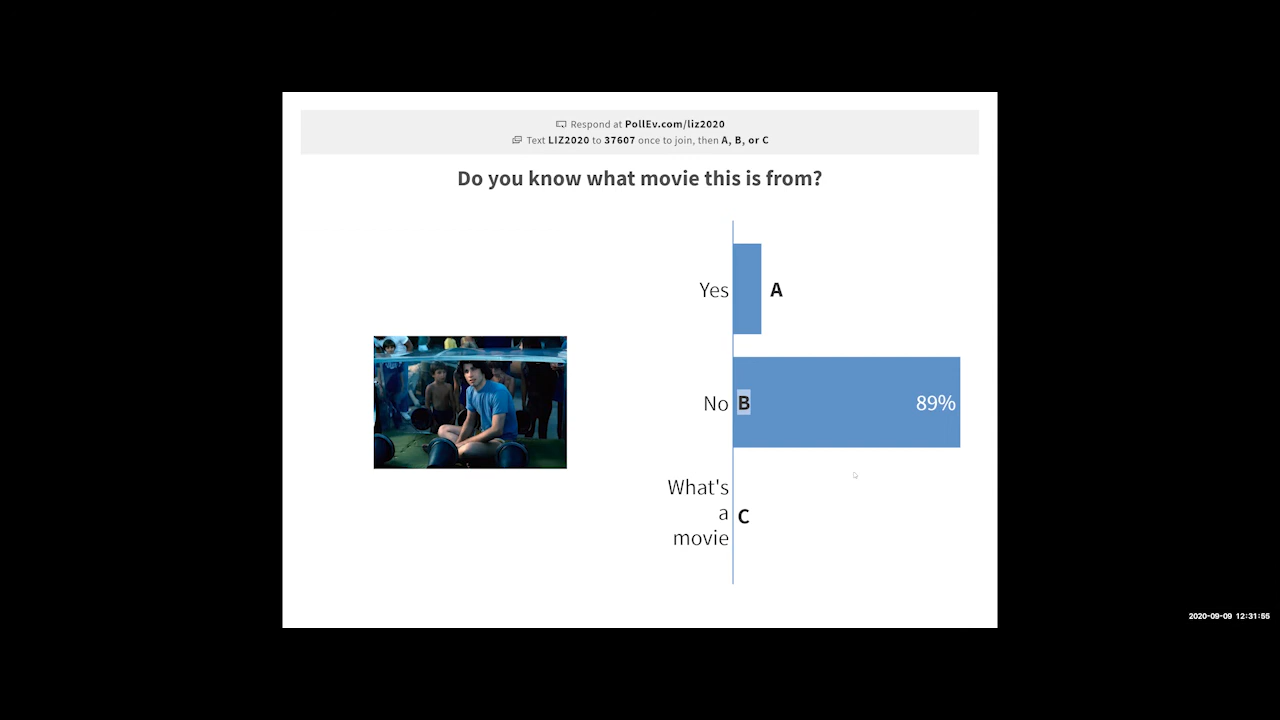 Respond at PollEv.com/liz2020
Text LIZ2020 to 37607 once to join, then A, B, or C
Do you know what movie this is from?
Yes A
No B 89%
What's
a
movie
C
2020-09-09 12:31:55